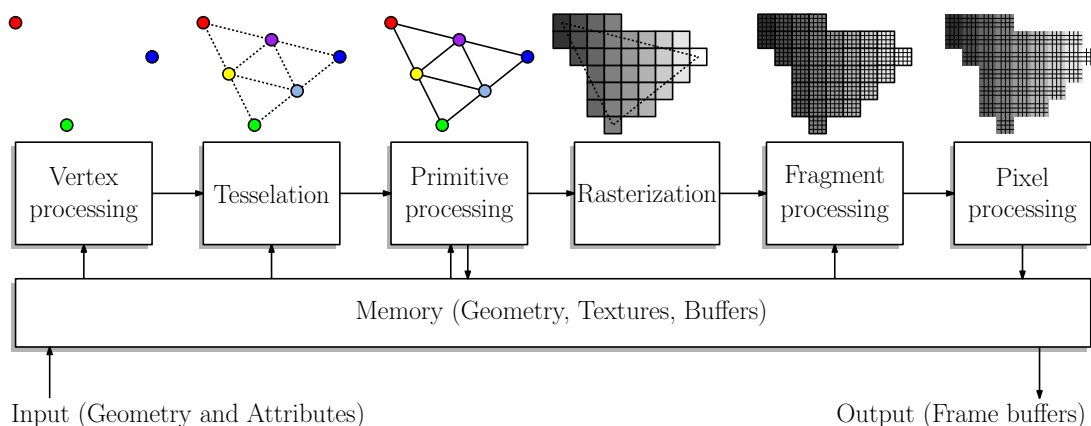 Vertex
processing
Tesselation
Primitive
processing
Rasterization
Fragment
processing
Pixel
processing
Memory (Geometry, Textures, Buffers)
Input (Geometry and Attributes)
Output (Frame buffers)